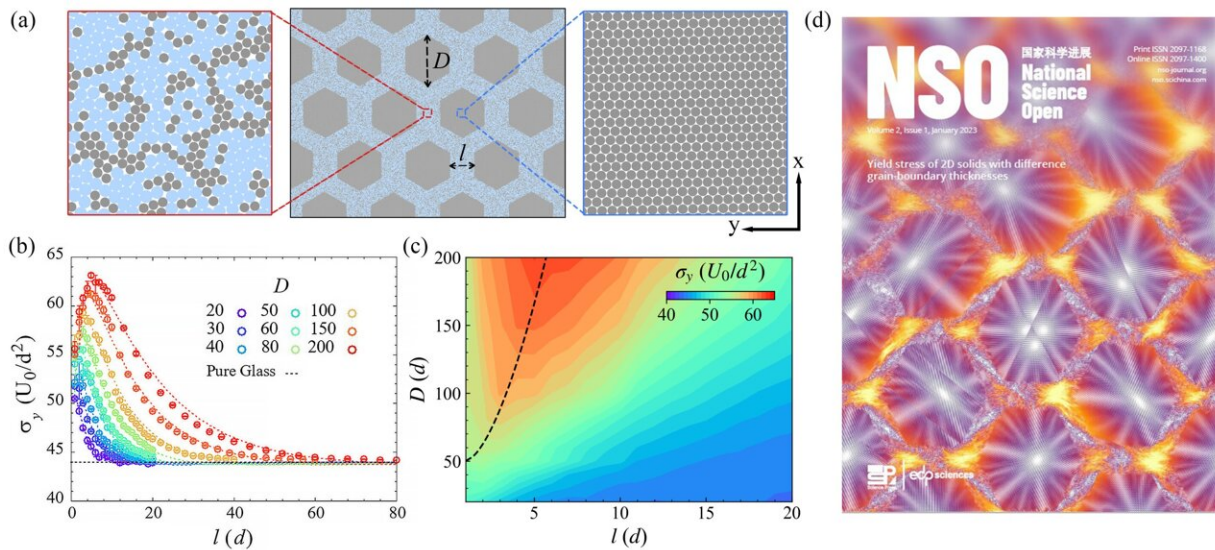 (a)
D
l
x
y
(b)
65
60
55
50
45
40
σy (U0/d²)
D
20 50 100
30 60 150
40 80 200
Pure Glass
0 20 40 60 80
l (d)
(c)
200
150
100
50
D (d)
σy (U0/d²)
40 50 60
5 10 15 20
l (d)
(d)
NSO
国家科学进展
National
Science
Open
Print ISSN 2097-1168
Online ISSN 2097-1400
nso-journal.org
nso.scichina.com
Volume 2, Issue 1, January 2023
Yield stress of 2D solids with difference
grain-boundary thicknesses
edp sciences